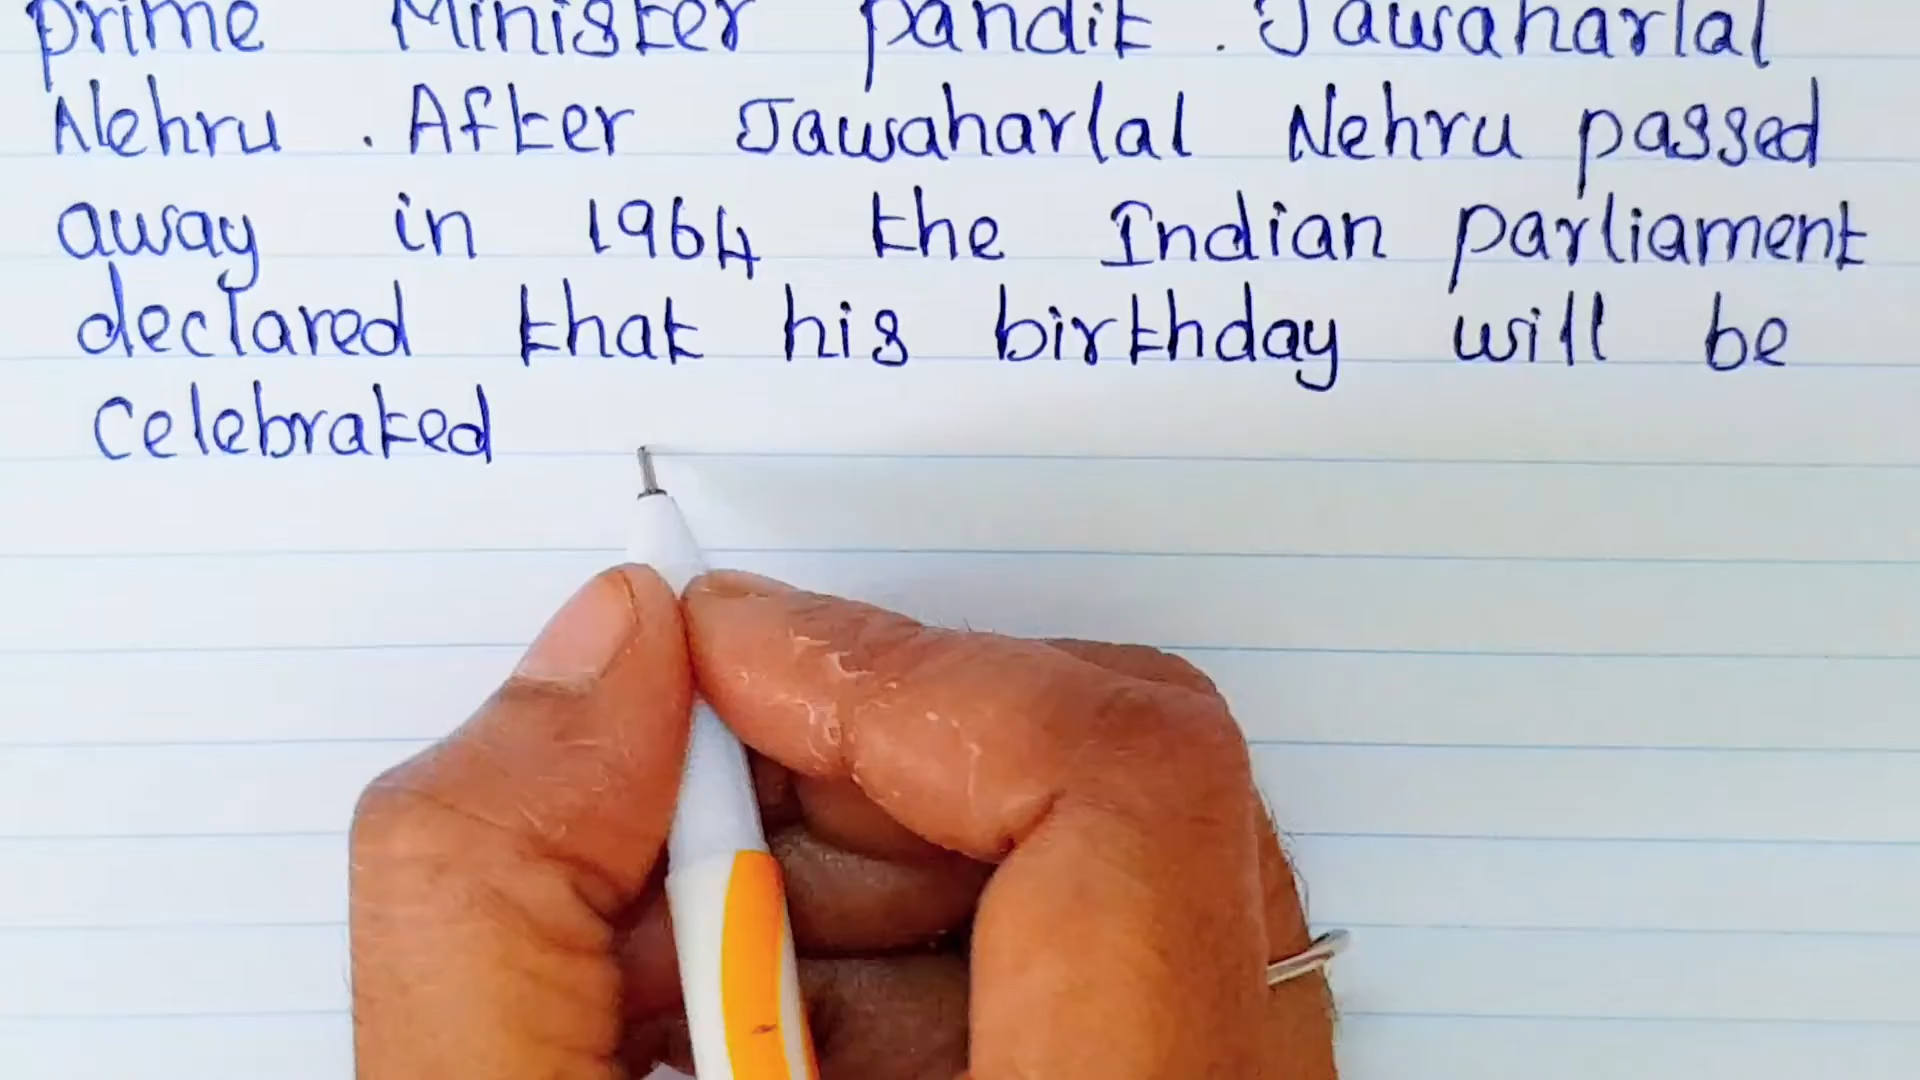 prime Minister pandit . Jawaharlal
Nehru . After Jawaharlal Nehru passed
away in 1964 the Indian parliament
declared that his birthday will be
Celebrated